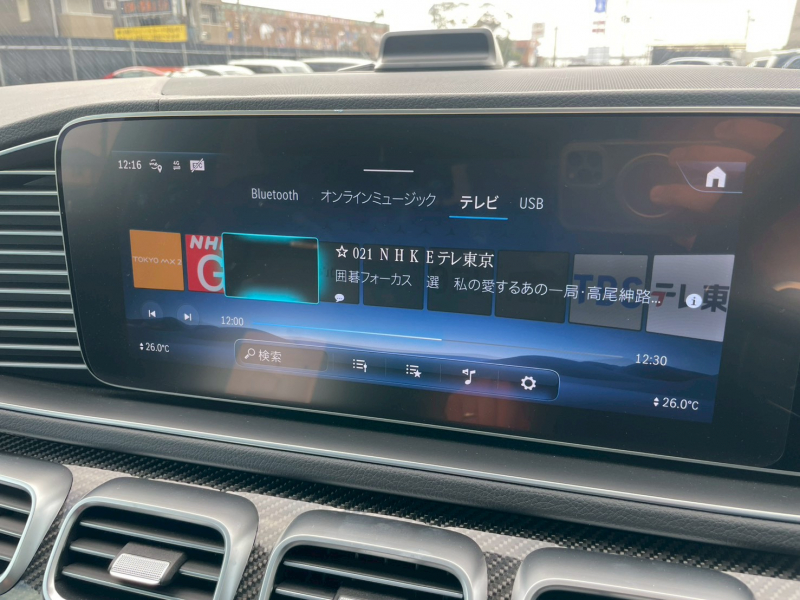 12:16
4G
Bluetooth オンラインミュージック テレビ USB
TOKYO MX 2
NH
G
☆ 021 ＮＨＫＥテレ東京
囲碁フォーカス 選 私の愛するあの一局・高尾紳路...
TBS
テレ東
12:00
12:30
検索
26.0°C
26.0°C